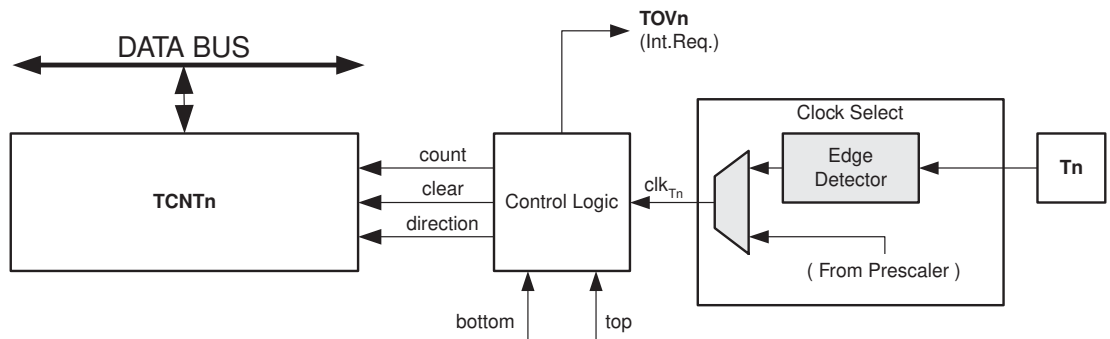 DATA BUS
TOVn
(Int.Req.)
Clock Select
count
clear
direction
TCNTn
Control Logic
clkTn
Edge
Detector
Tn
( From Prescaler )
bottom
top